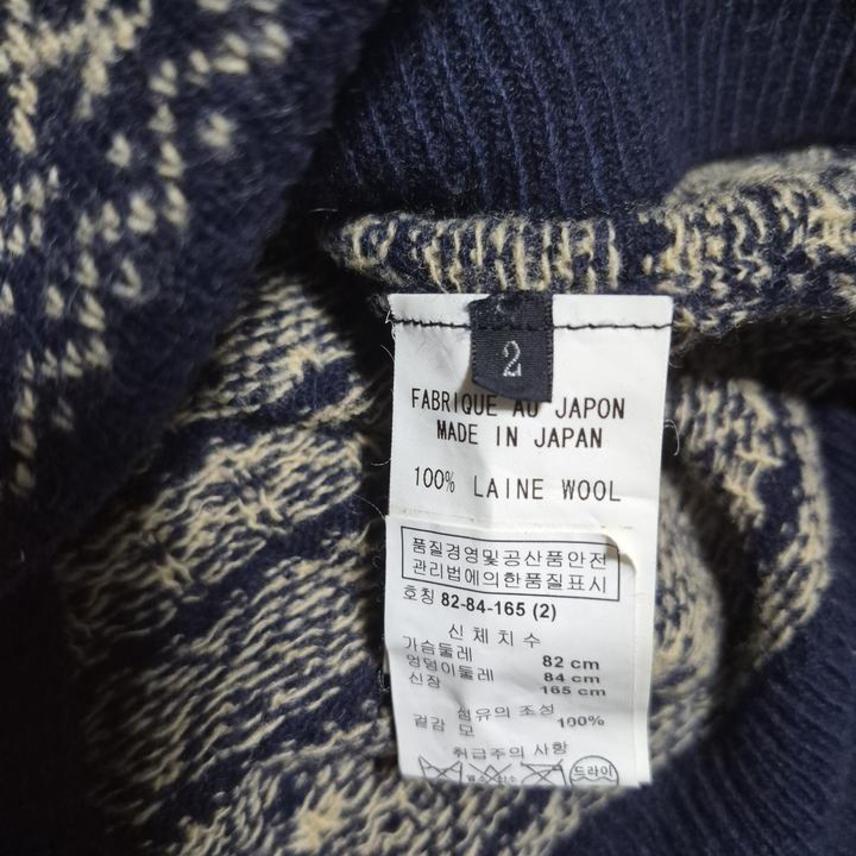 2
FABRIQUE AU JAPON
MADE IN JAPAN
100% LAINE WOOL
품질경영및공산품안전
관리법에의한품질표시
호칭 82-84-165 (2)
신체치수
가슴둘레 82 cm
엉덩이둘레 84 cm
신장 165 cm
섬유의 조성
겉감 모 100%
취급주의 사항
드라이